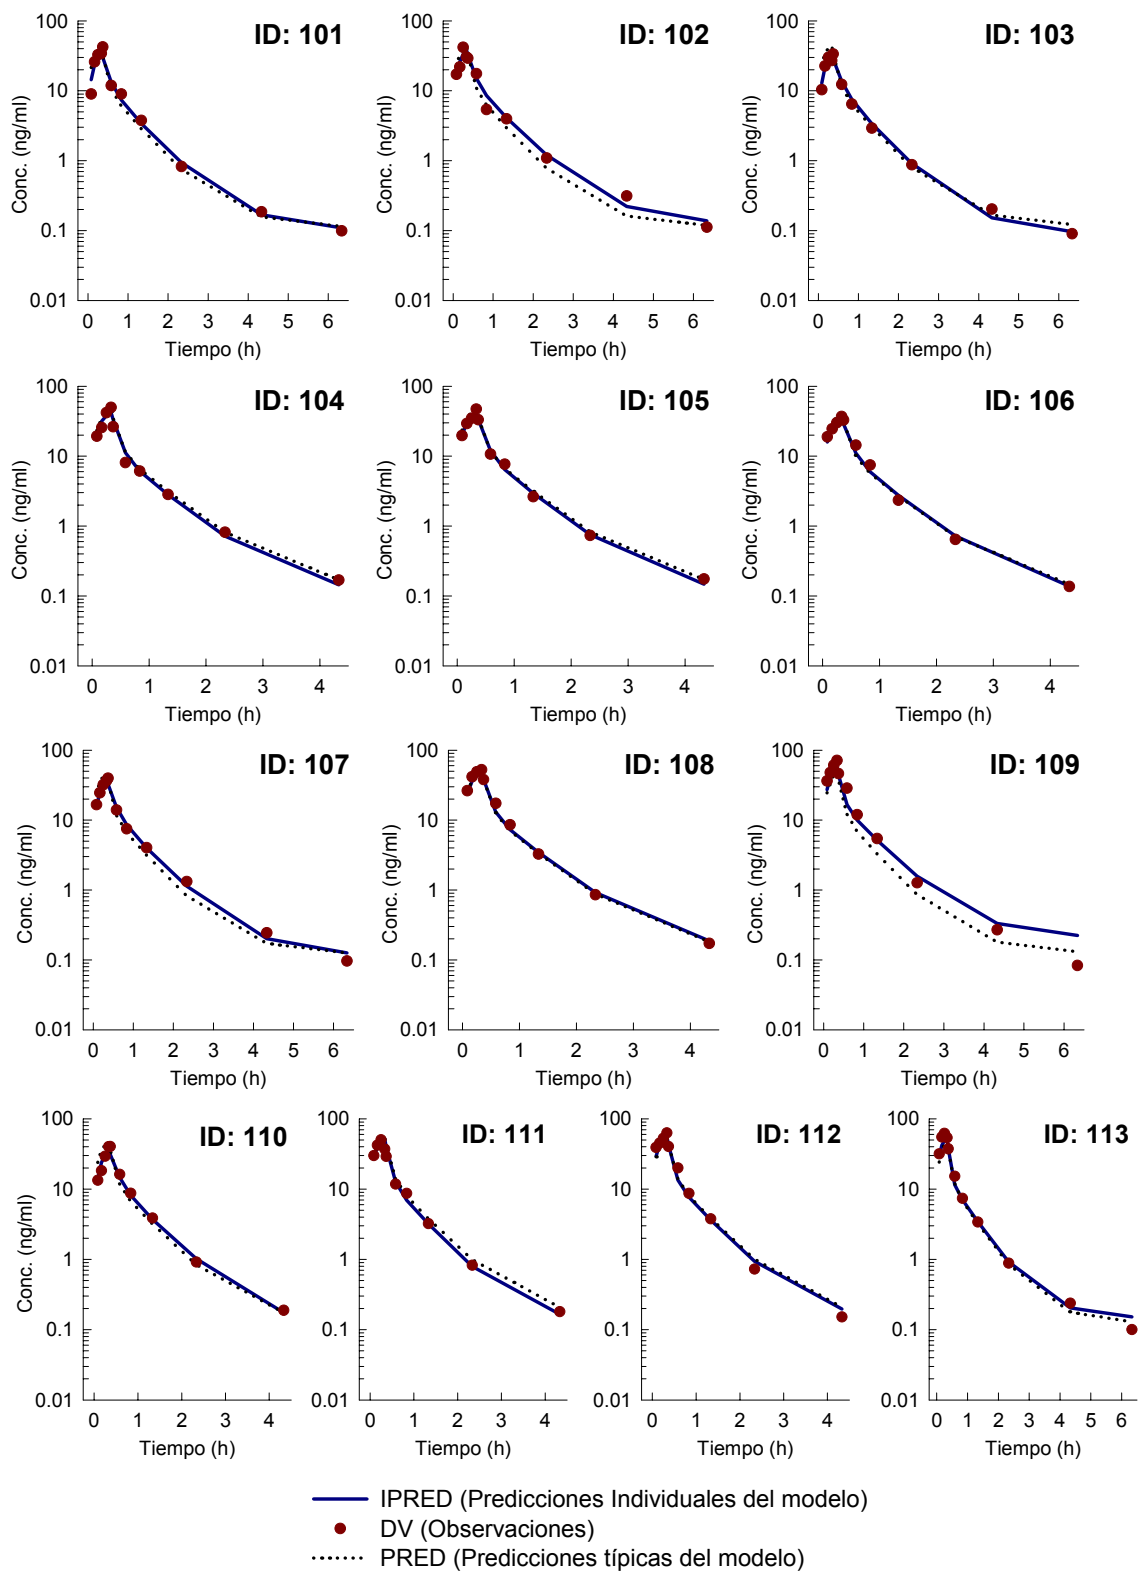 ID: 101
100
10
1
0.1
0.01
Conc. (ng/ml)
0 1 2 3 4 5 6
Tiempo (h)
ID: 102
100
10
1
0.1
0.01
Conc. (ng/ml)
0 1 2 3 4 5 6
Tiempo (h)
ID: 103
100
10
1
0.1
0.01
Conc. (ng/ml)
0 1 2 3 4 5 6
Tiempo (h)
ID: 104
100
10
1
0.1
0.01
Conc. (ng/ml)
0 1 2 3 4
Tiempo (h)
ID: 105
100
10
1
0.1
0.01
Conc. (ng/ml)
0 1 2 3 4
Tiempo (h)
ID: 106
100
10
1
0.1
0.01
Conc. (ng/ml)
0 1 2 3 4
Tiempo (h)
ID: 107
100
10
1
0.1
0.01
Conc. (ng/ml)
0 1 2 3 4 5 6
Tiempo (h)
ID: 108
100
10
1
0.1
0.01
Conc. (ng/ml)
0 1 2 3 4
Tiempo (h)
ID: 109
100
10
1
0.1
0.01
Conc. (ng/ml)
0 1 2 3 4 5 6
Tiempo (h)
ID: 110
100
10
1
0.1
0.01
Conc. (ng/ml)
0 1 2 3 4
Tiempo (h)
ID: 111
100
10
1
0.1
0.01
0 1 2 3 4
Tiempo (h)
ID: 112
100
10
1
0.1
0.01
0 1 2 3 4
Tiempo (h)
ID: 113
100
10
1
0.1
0.01
0 1 2 3 4 5 6
Tiempo (h)
IPRED (Predicciones Individuales del modelo)
DV (Observaciones)
PRED (Predicciones típicas del modelo)